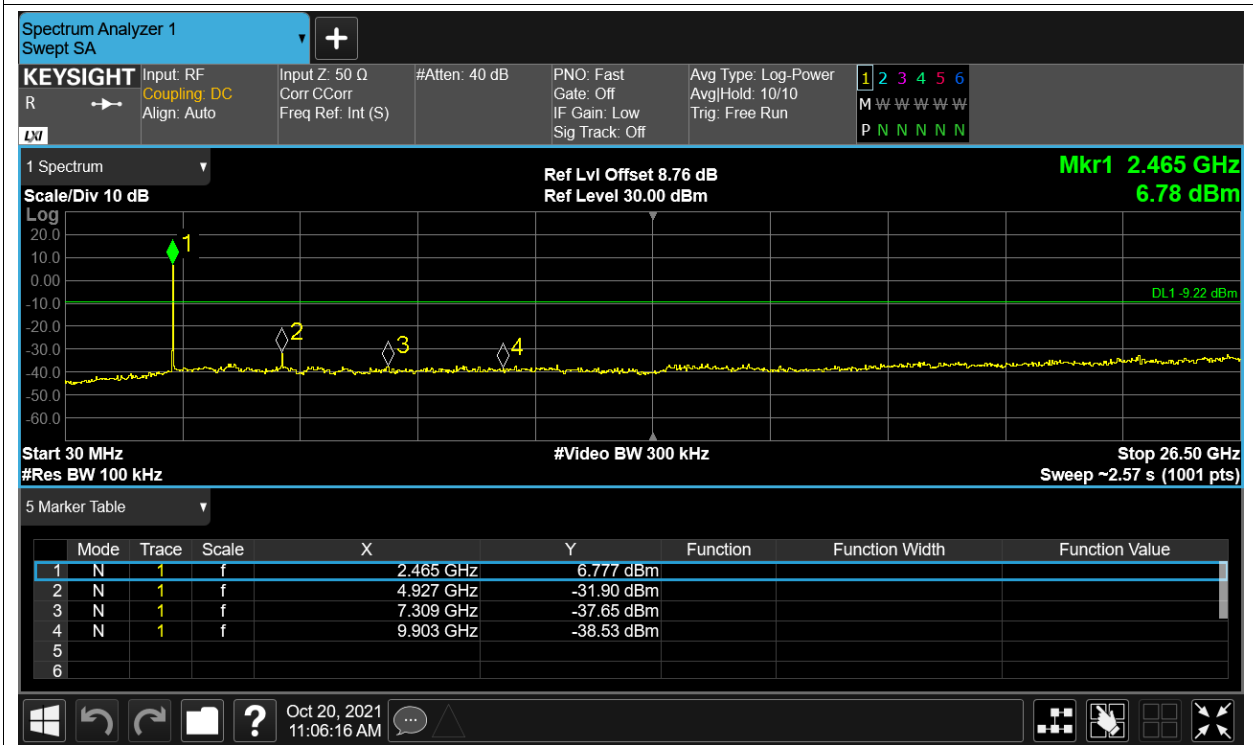 Spectrum Analyzer 1
Swept SA
KEYSIGHT
R
LXI
Input: RF
Coupling: DC
Align: Auto
Input Z: 50 Ω
Corr CCorr
Freq Ref: Int (S)
#Atten: 40 dB
PNO: Fast
Gate: Off
IF Gain: Low
Sig Track: Off
Avg Type: Log-Power
Avg|Hold: 10/10
Trig: Free Run
1 2 3 4 5 6
M W W W W W
P N N N N N
1 Spectrum
Scale/Div 10 dB
Ref Lvl Offset 8.76 dB
Ref Level 30.00 dBm
Mkr1 2.465 GHz
6.78 dBm
Log
20.0
10.0
0.00
-10.0
-20.0
-30.0
-40.0
-50.0
-60.0
1
2
3
4
DL1 -9.22 dBm
Start 30 MHz
#Res BW 100 kHz
#Video BW 300 kHz
Stop 26.50 GHz
Sweep ~2.57 s (1001 pts)
5 Marker Table
Mode Trace Scale X Y Function Function Width Function Value
1 N 1 f 2.465 GHz 6.777 dBm
2 N 1 f 4.927 GHz -31.90 dBm
3 N 1 f 7.309 GHz -37.65 dBm
4 N 1 f 9.903 GHz -38.53 dBm
5
6
?
Oct 20, 2021
11:06:16 AM